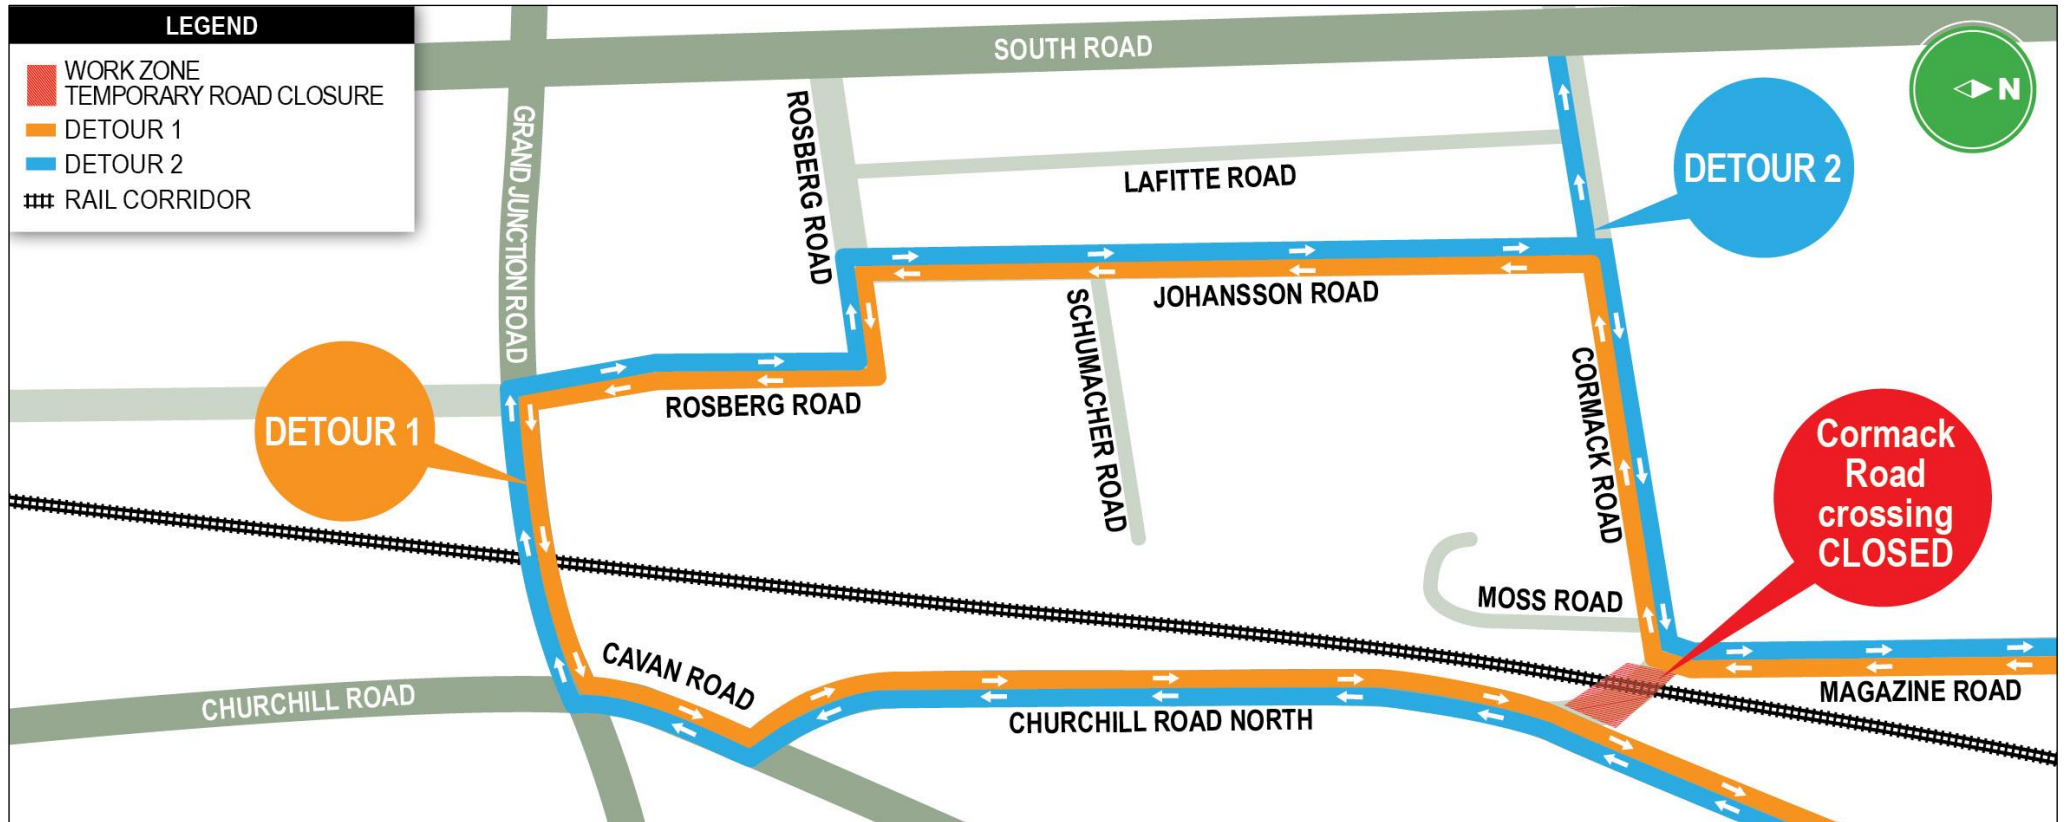 LEGEND
WORK ZONE
TEMPORARY ROAD CLOSURE
DETOUR 1
DETOUR 2
RAIL CORRIDOR
SOUTH ROAD
N
GRAND JUNCTION ROAD
ROSBERG ROAD
LAFITTE ROAD
DETOUR 2
JOHANSSON ROAD
SCHUMACHER ROAD
CORMACK ROAD
DETOUR 1
ROSBERG ROAD
Cormack
Road
crossing
CLOSED
MOSS ROAD
CAVAN ROAD
CHURCHILL ROAD
CHURCHILL ROAD NORTH
MAGAZINE ROAD